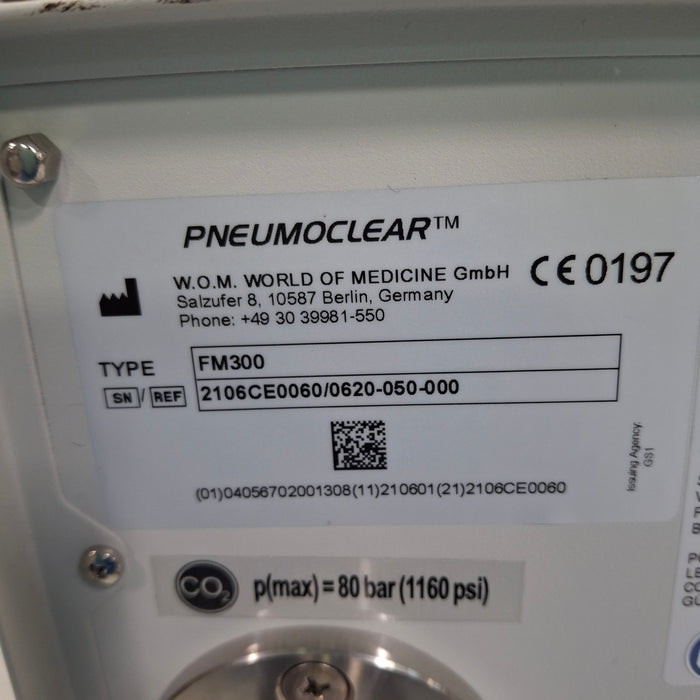 PNEUMOCLEAR™
W.O.M. WORLD OF MEDICINE GmbH
Salzufer 8, 10587 Berlin, Germany
Phone: +49 30 39981-550
CE 0197
TYPE FM300
SN / REF 2106CE0060/0620-050-000
(01)04056702001308(11)210601(21)2106CE0060
Issuing Agency:
GS1
CO2 p(max) = 80 bar (1160 psi)